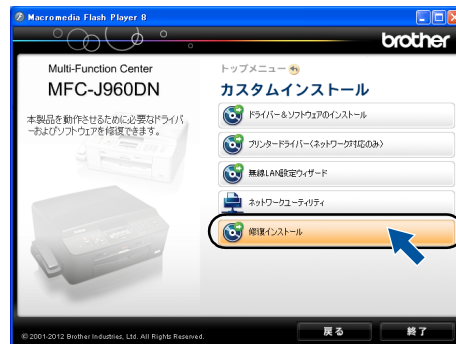 Macromedia Flash Player 8
brother
Multi-Function Center
MFC-J960DN
本製品を動作させるために必要なドライバ
ーおよびソフトウェアを修復できます。
トップメニュー
カスタムインストール
ドライバー＆ソフトウェアのインストール
プリンタードライバー（ネットワーク対応のみ）
無線LAN設定ウィザード
ネットワークユーティリティ
修復インストール
© 2001-2012 Brother Industries, Ltd. All Rights Reserved.
戻る
終了